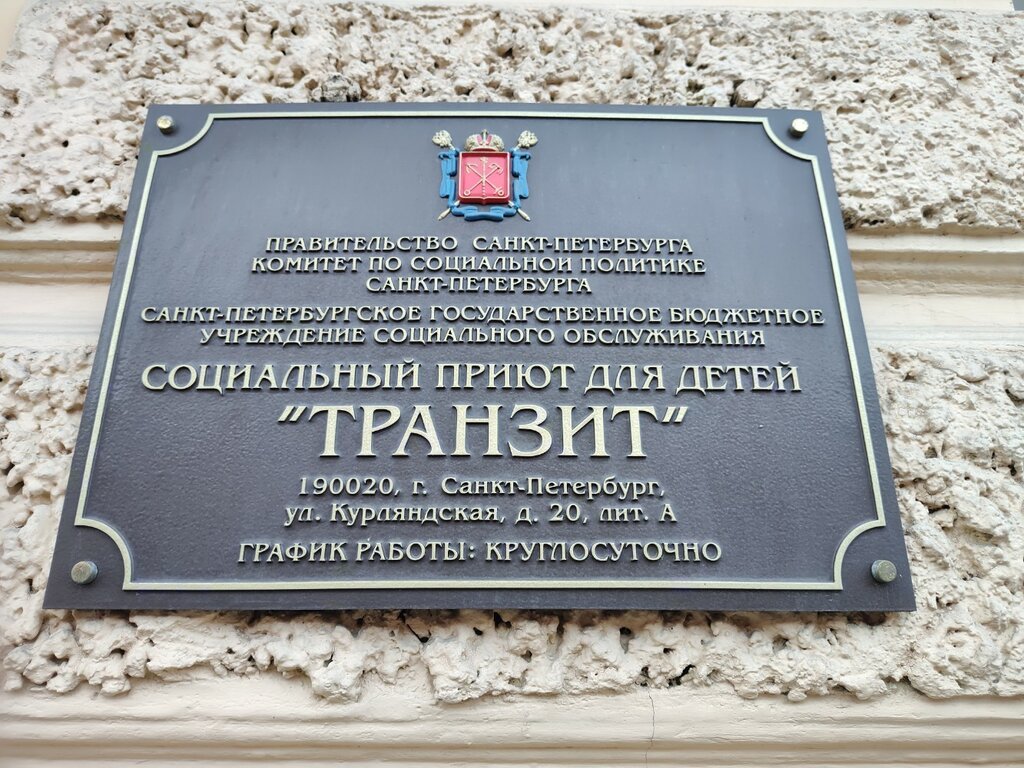 ПРАВИТЕЛЬСТВО САНКТ-ПЕТЕРБУРГА
КОМИТЕТ ПО СОЦИАЛЬНОЙ ПОЛИТИКЕ
САНКТ-ПЕТЕРБУРГА
САНКТ-ПЕТЕРБУРГСКОЕ ГОСУДАРСТВЕННОЕ БЮДЖЕТНОЕ
УЧРЕЖДЕНИЕ СОЦИАЛЬНОГО ОБСЛУЖИВАНИЯ
СОЦИАЛЬНЫЙ ПРИЮТ ДЛЯ ДЕТЕЙ
"ТРАНЗИТ"
190020, г. Санкт-Петербург,
ул. Курляндская, д. 20, лит. А
ГРАФИК РАБОТЫ: КРУГЛОСУТОЧНО